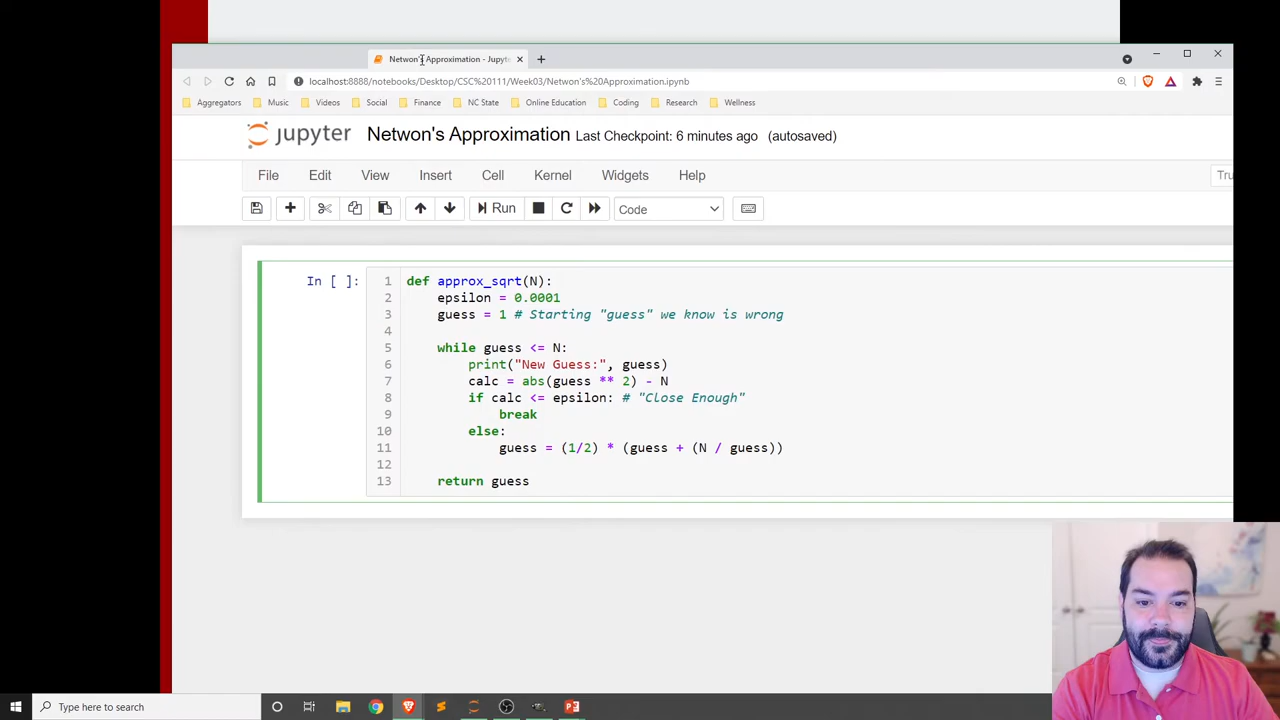 Netwon's Approximation - Jupyte
localhost:8888/notebooks/Desktop/CSC%20111/Week03/Netwon's%20Approximation.ipynb
Aggregators Music Videos Social Finance NC State Online Education Coding Research Wellness
jupyter Netwon's Approximation Last Checkpoint: 6 minutes ago (autosaved)
File Edit View Insert Cell Kernel Widgets Help Tru
Run Code
In [ ]:
1 def approx_sqrt(N):
2 epsilon = 0.0001
3 guess = 1 # Starting "guess" we know is wrong
4
5 while guess <= N:
6 print("New Guess:", guess)
7 calc = abs(guess ** 2) - N
8 if calc <= epsilon: # "Close Enough"
9 break
10 else:
11 guess = (1/2) * (guess + (N / guess))
12
13 return guess
Type here to search